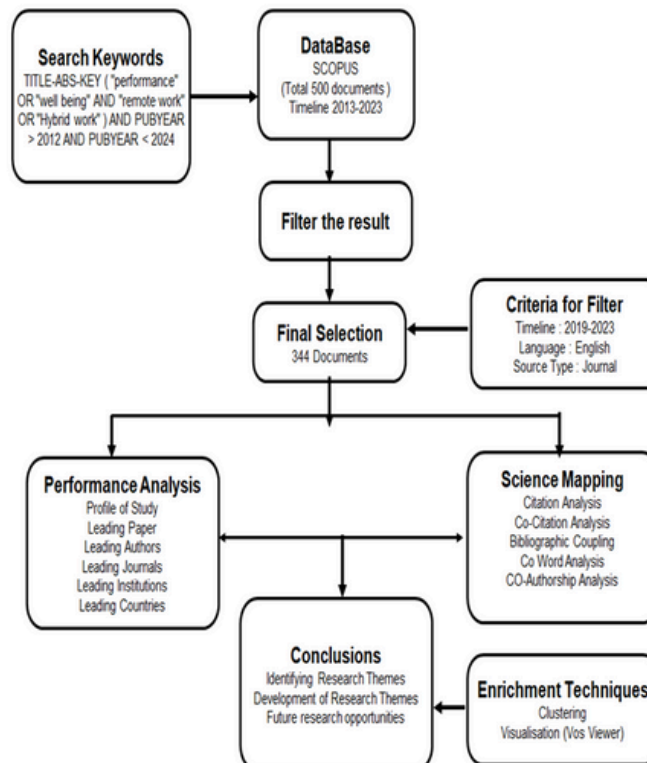 Search Keywords
TITLE-ABS-KEY ( "performance"
OR "well being" AND "remote work"
OR "Hybrid work" ) AND PUBYEAR
> 2012 AND PUBYEAR < 2024
DataBase
SCOPUS
(Total 500 documents )
Timeline 2013-2023
Filter the result
Final Selection
344 Documents
Criteria for Filter
Timeline : 2019-2023
Language : English
Source Type : Journal
Performance Analysis
Profile of Study
Leading Paper
Leading Authors
Leading Journals
Leading Institutions
Leading Countries
Science Mapping
Citation Analysis
Co-Citation Analysis
Bibliographic Coupling
Co Word Analysis
CO-Authorship Analysis
Conclusions
Identifying Research Themes
Development of Research Themes
Future research opportunities
Enrichment Techniques
Clustering
Visualisation (Vos Viewer)